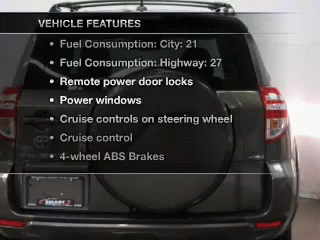 VEHICLE FEATURES
• Fuel Consumption: City: 21
• Fuel Consumption: Highway: 27
• Remote power door locks
• Power windows
• Cruise controls on steering wheel
• Cruise control
• 4-wheel ABS Brakes
SMART